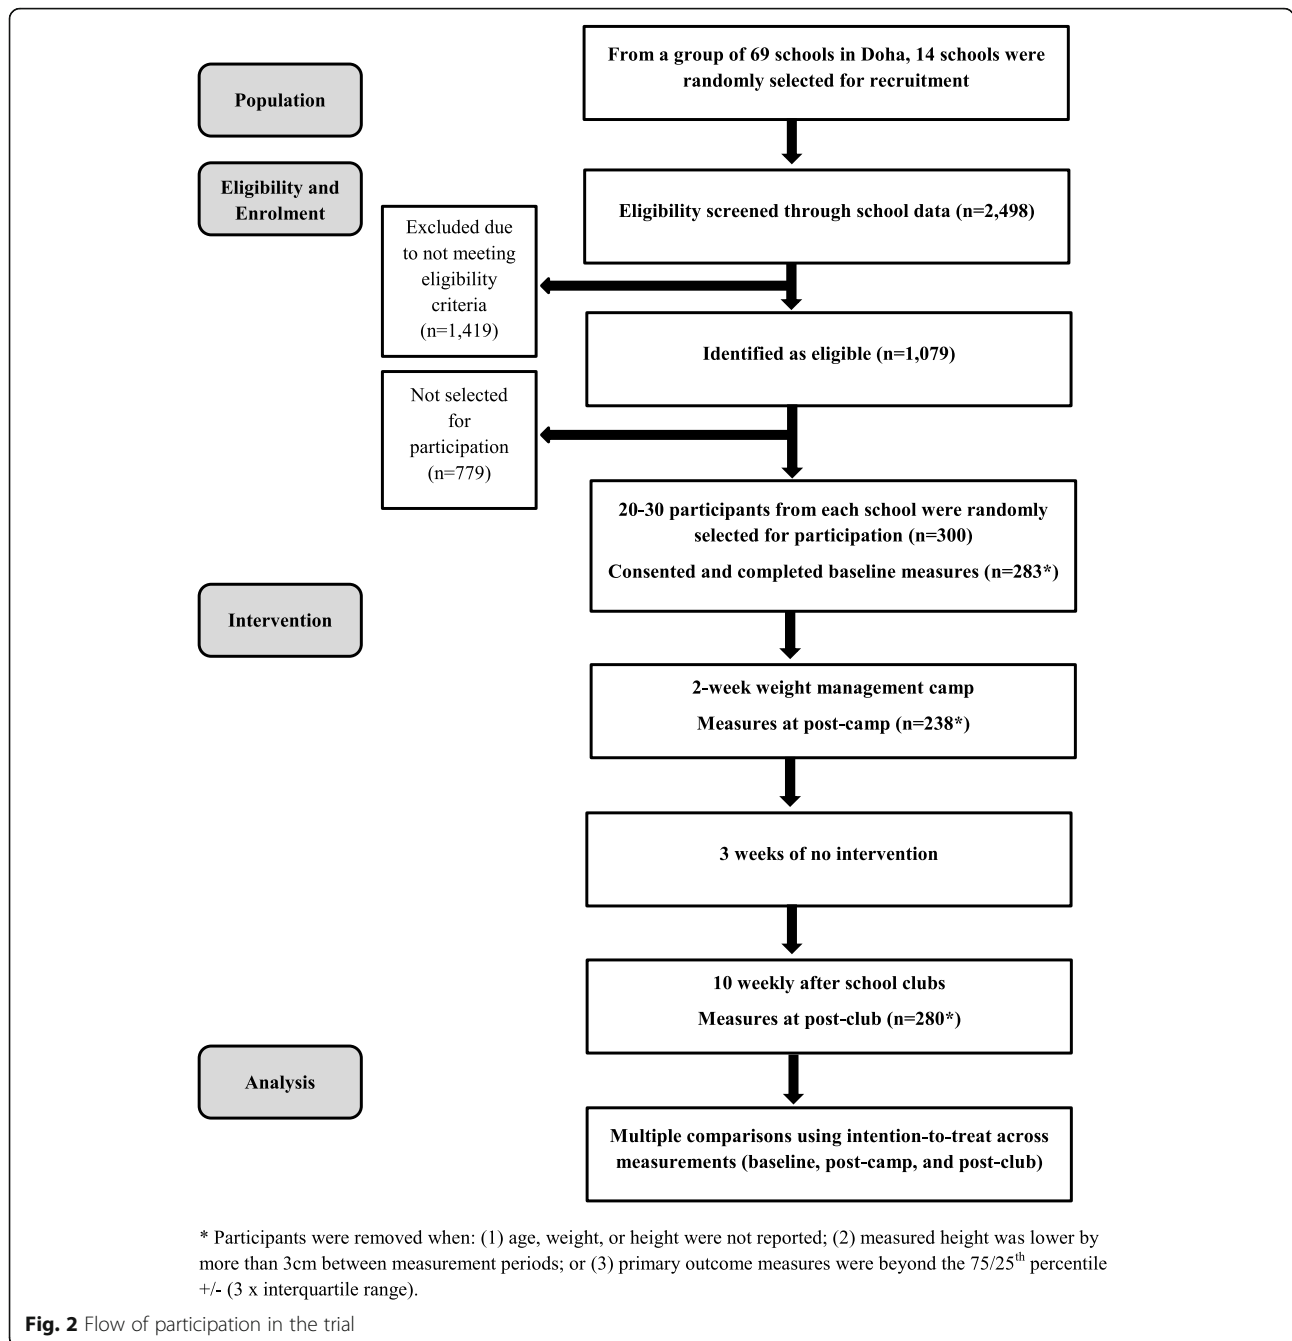 From a group of 69 schools in Doha, 14 schools were
randomly selected for recruitment
Population
Eligibility and
Enrolment
Eligibility screened through school data (n=2,498)
Excluded due
to not meeting
eligibility
criteria
(n=1,419)
Identified as eligible (n=1,079)
Not selected
for
participation
(n=779)
20-30 participants from each school were randomly
selected for participation (n=300)
Consented and completed baseline measures (n=283*)
Intervention
2-week weight management camp
Measures at post-camp (n=238*)
3 weeks of no intervention
10 weekly after school clubs
Measures at post-club (n=280*)
Analysis
Multiple comparisons using intention-to-treat across
measurements (baseline, post-camp, and post-club)
* Participants were removed when: (1) age, weight, or height were not reported; (2) measured height was lower by
more than 3cm between measurement periods; or (3) primary outcome measures were beyond the 75/25th percentile
+/- (3 x interquartile range).
Fig. 2 Flow of participation in the trial